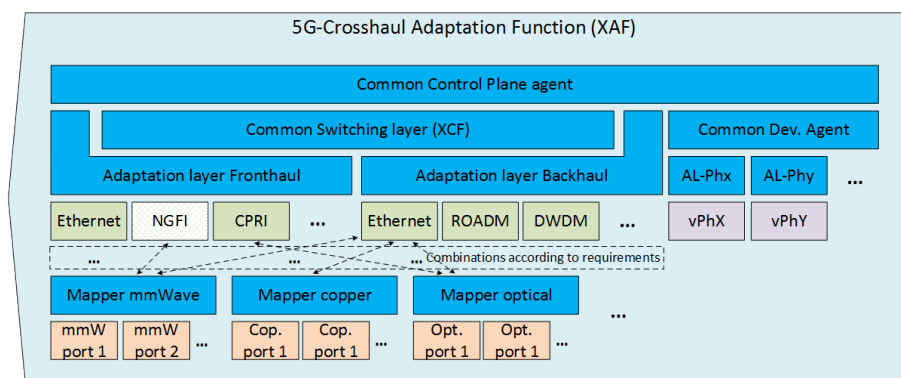 5G-Crosshaul Adaptation Function (XAF)
Common Control Plane agent
Common Switching layer (XCF)
Common Dev. Agent
Adaptation layer Fronthaul
Adaptation layer Backhaul
AL-Phx
AL-Phy
...
Ethernet
NGFI
CPRI
...
Ethernet
ROADM
DWDM
...
vPhX
vPhY
...
...
... Combinations according to requirements
Mapper mmWave
Mapper copper
Mapper optical
...
mmW
port 1
mmW
port 2
...
Cop.
port 1
Cop.
port 1
...
Opt.
port 1
Opt.
port 1
...